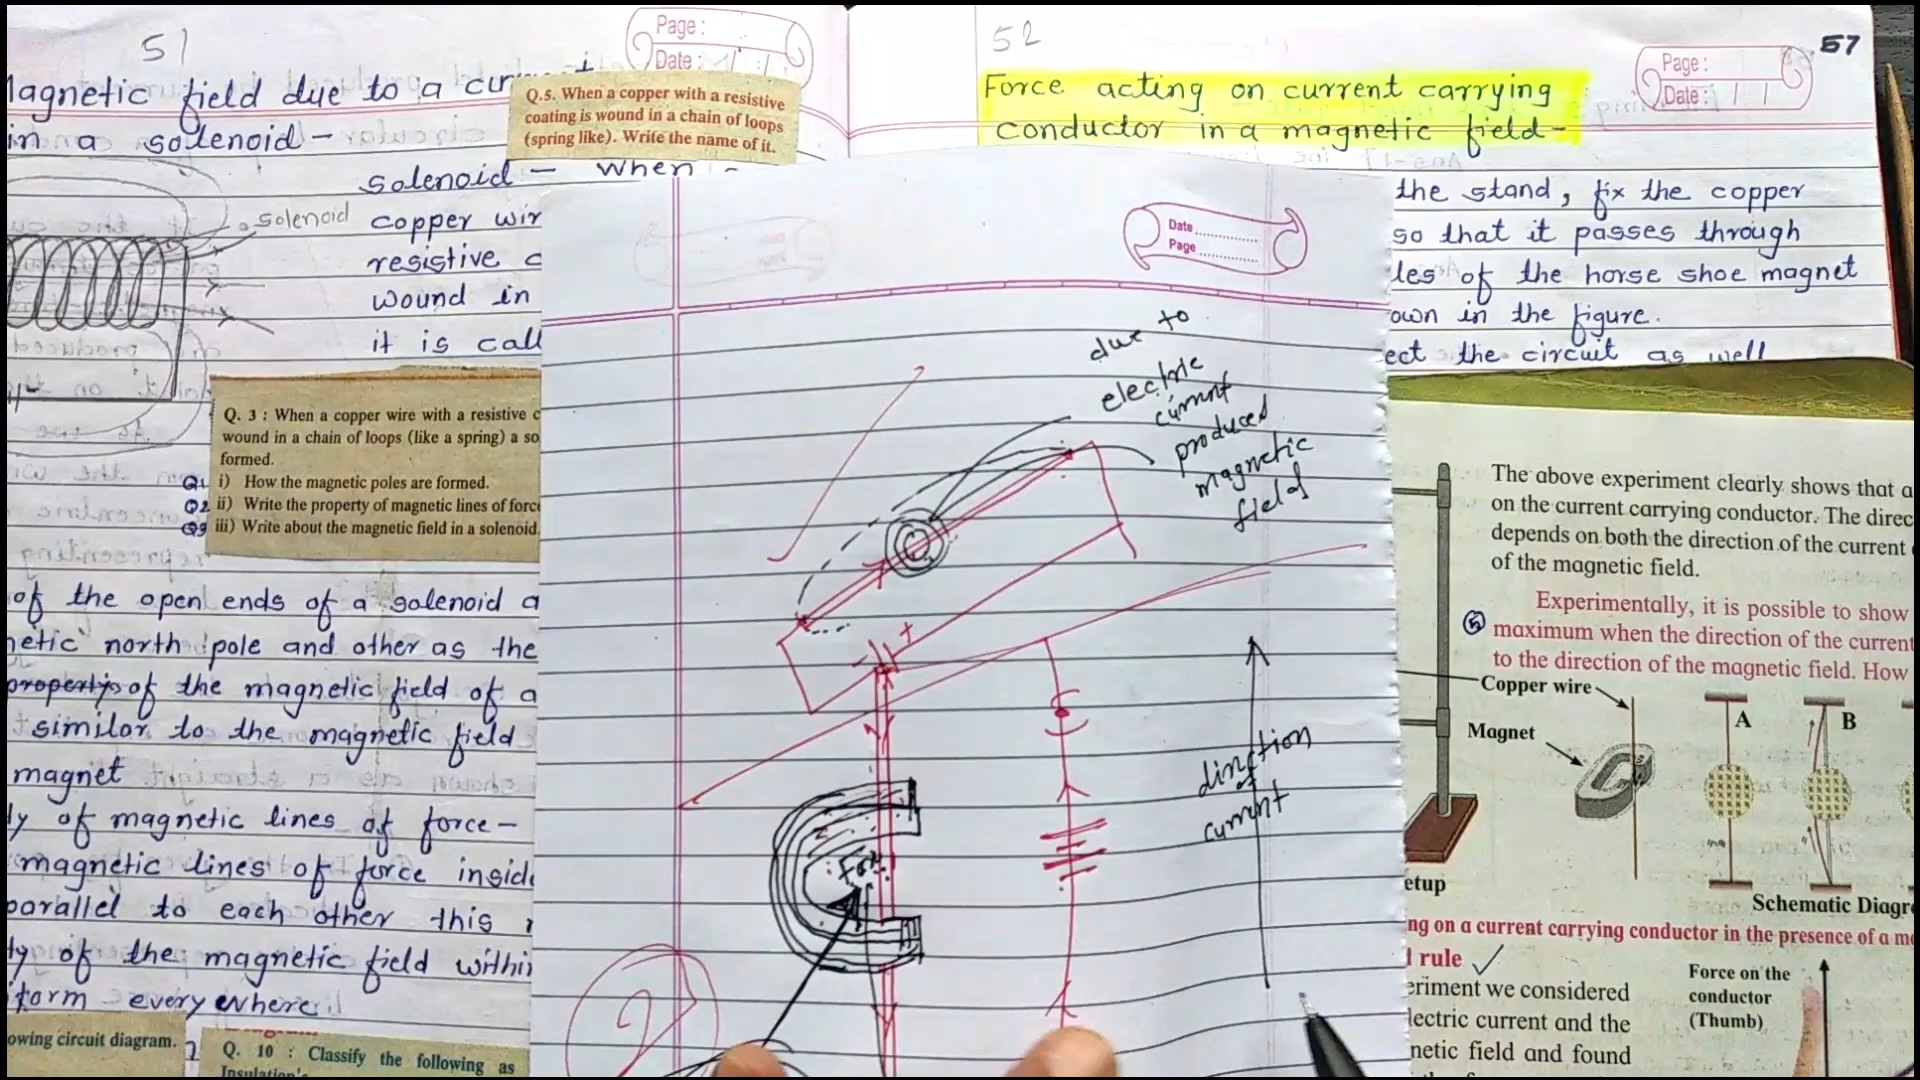 51
Page :
Date :
Magnetic field due to a
in a solenoid —
Q.5. When a copper with a resistive
coating is wound in a chain of loops
(spring like). Write the name of it.
solenoid — When
solenoid
copper wir
resistive c
wound in
it is call
Q. 3 : When a copper wire with a resistive c
wound in a chain of loops (like a spring) a so
formed.
Q1 i) How the magnetic poles are formed.
Q2 ii) Write the property of magnetic lines of force
Q3 iii) Write about the magnetic field in a solenoid.
of the open ends of a solenoid a
netic north pole and other as the
property of the magnetic field of a
similar to the magnetic field
magnet
ty of magnetic lines of force —
magnetic lines of force insid
parallel to each other this
ty of the magnetic field withi
iform everywhere.
owing circuit diagram.
Q. 10 : Classify the following as
Date
Page
due to
electric
current
produced
magnetic
field
+
direction
of
current
2
52
57
Page :
Date : / /
Force acting on current carrying
conductor in a magnetic field-
the stand, fix the copper
so that it passes through
les of the horse shoe magnet
own in the figure.
ect the circuit as well
The above experiment clearly shows that a
on the current carrying conductor. The direc
depends on both the direction of the current
of the magnetic field.
5
Experimentally, it is possible to show
maximum when the direction of the current
to the direction of the magnetic field. How
Copper wire
Magnet
A
B
etup
Schematic Diagr
ng on a current carrying conductor in the presence of a m
rule
eriment we considered
lectric current and the
netic field and found
Force on the
conductor
(Thumb)